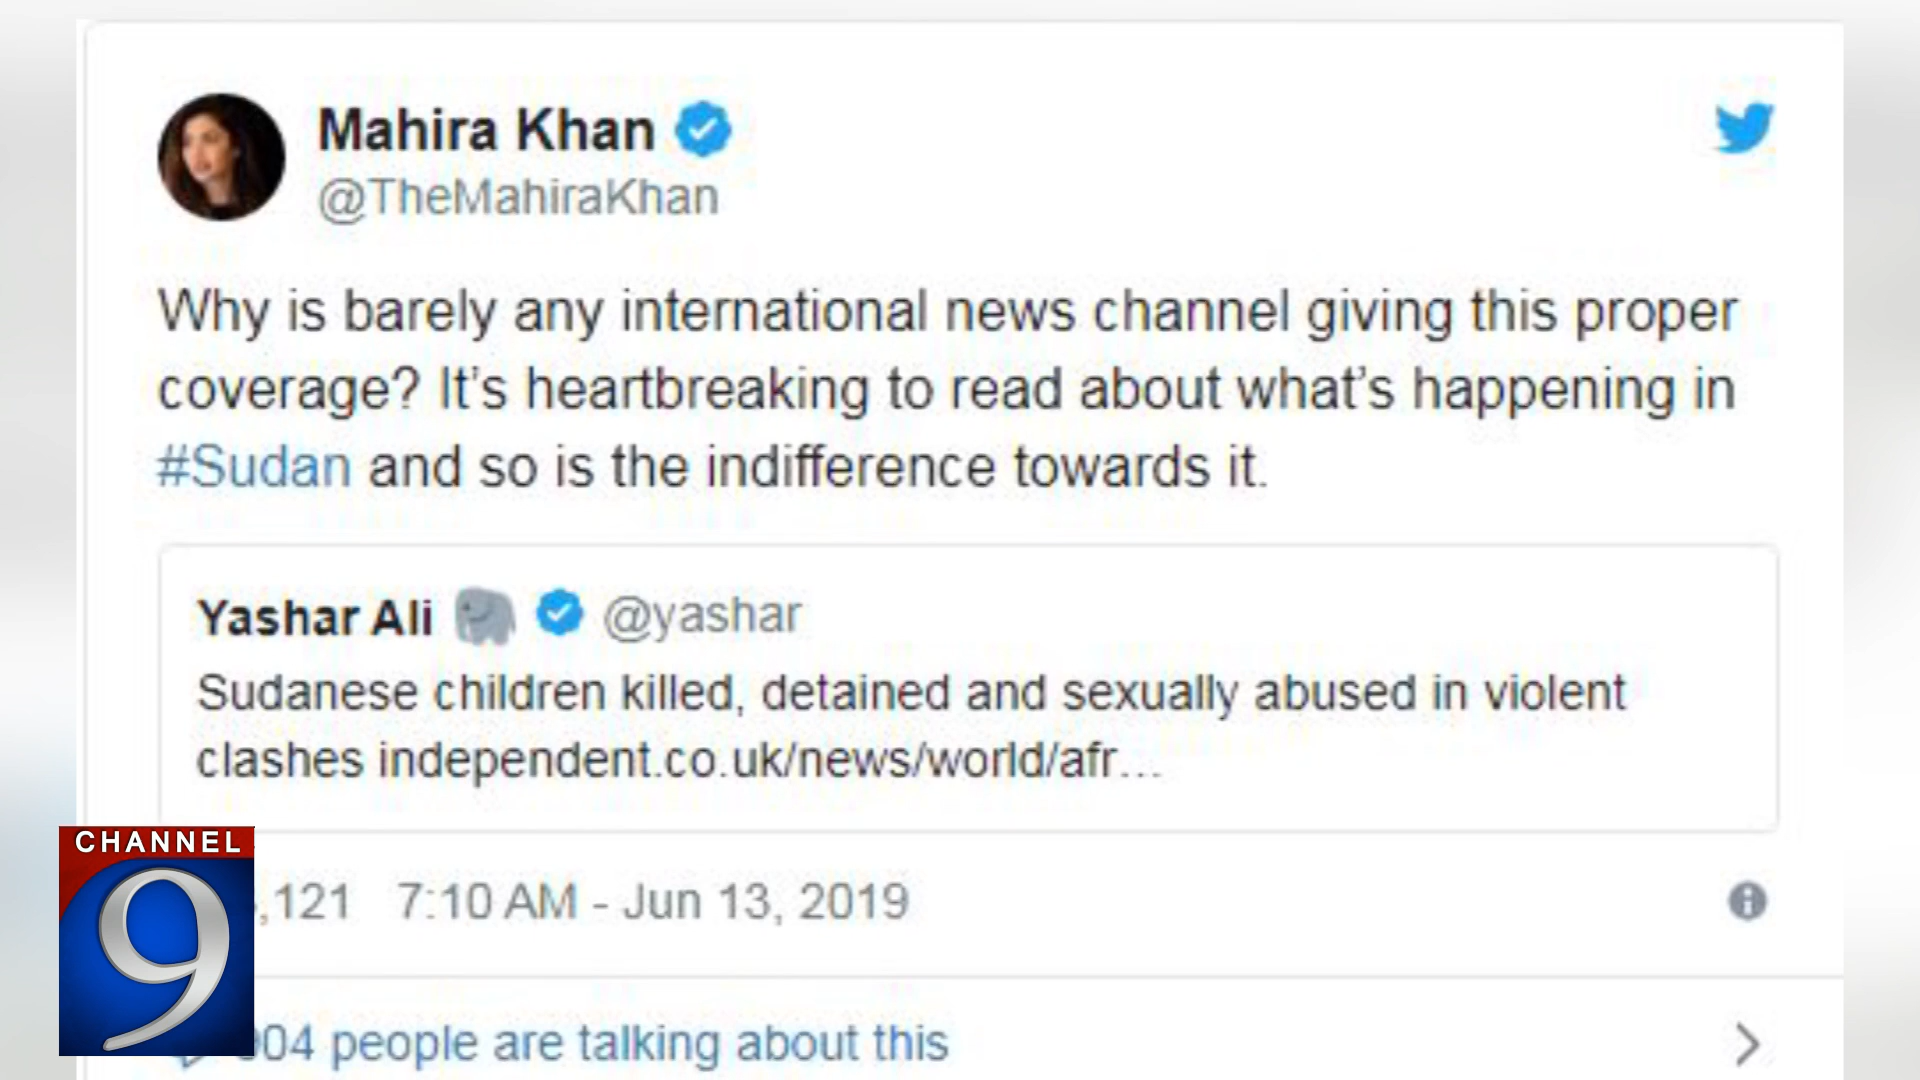 Mahira Khan
@TheMahiraKhan
Why is barely any international news channel giving this proper
coverage? It's heartbreaking to read about what's happening in
#Sudan and so is the indifference towards it.
Yashar Ali @yashar
Sudanese children killed, detained and sexually abused in violent
clashes independent.co.uk/news/world/afr...
,121 7:10 AM - Jun 13, 2019
04 people are talking about this
CHANNEL
9